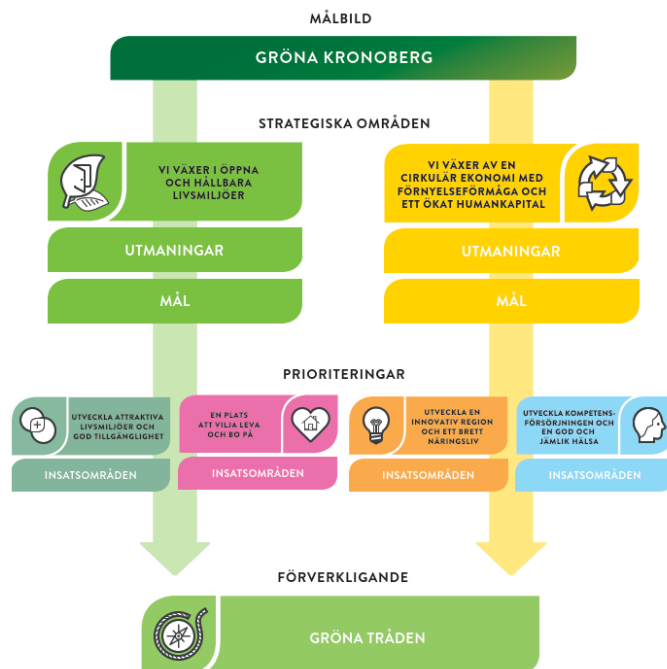 MÅLBILD
GRÖNA KRONOBERG
STRATEGISKA OMRÅDEN
VI VÄXER I ÖPPNA
OCH HÅLLBARA
LIVSMILJÖER
UTMANINGAR
MÅL
VI VÄXER AV EN
CIRKULÄR EKONOMI MED
FÖRNYELSEFÖRMÅGA OCH
ETT ÖKAT HUMANKAPITAL
UTMANINGAR
MÅL
PRIORITERINGAR
UTVECKLA ATTRAKTIVA
LIVSMILJÖER OCH
GOD TILLGÄNGLIGHET
INSATSOMRÅDEN
EN PLATS
ATT VILJA LEVA
OCH BO PÅ
INSATSOMRÅDEN
UTVECKLA EN
INNOVATIV REGION
OCH ETT BRETT
NÄRINGSLIV
INSATSOMRÅDEN
UTVECKLA KOMPETENS-
FÖRSÖRJNINGEN OCH
EN GOD OCH
JÄMLIK HÄLSA
INSATSOMRÅDEN
FÖRVERKLIGANDE
GRÖNA TRÅDEN